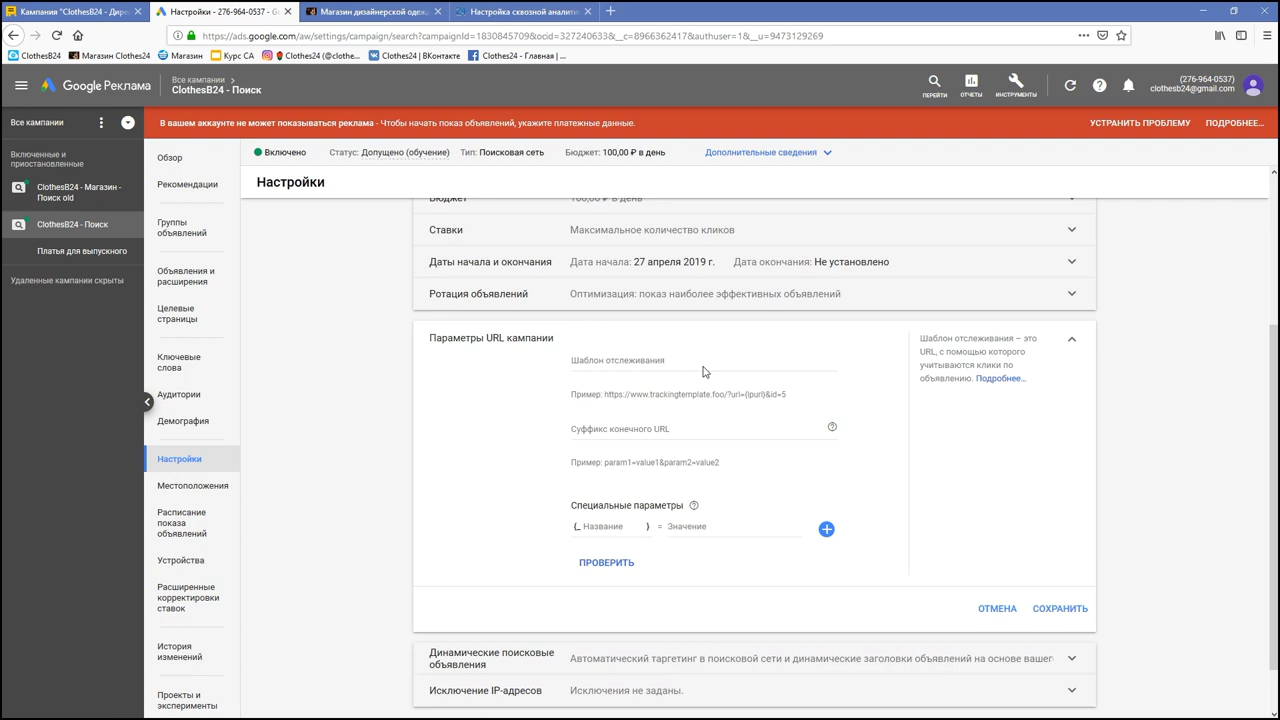 Кампания "ClothesB24 - Дирек
Настройки - 276-964-0537 - G
Магазин дизайнерской одеж
Настройка сквозной аналити
https://ads.google.com/aw/settings/campaign/search?campaignId=1830845709&ocid=327240633&__c=8966362417&authuser=1&__u=9473129269
Clothes24
Магазин Clothes24
Магазин
Курс СА
Clothes24 (@clothe...
Clothes24 | ВКонтакте
Clothes24 - Главная | ...
Google Реклама
Все кампании
ClothesB24 - Поиск
ПЕРЕЙТИ
ОТЧЕТЫ
ИНСТРУМЕНТЫ
(276-964-0537)
clothesb24@gmail.com
Все кампании
В вашем аккаунте не может показываться реклама - Чтобы начать показ объявлений, укажите платежные данные.
УСТРАНИТЬ ПРОБЛЕМУ
ПОДРОБНЕЕ...
Включенные и
приостановленные
ClothesB24 - Магазин -
Поиск old
ClothesB24 - Поиск
Платья для выпускного
Удаленные кампании скрыты
Обзор
Рекомендации
Группы
объявлений
Объявления и
расширения
Целевые
страницы
Ключевые
слова
Аудитории
Демография
Настройки
Местоположения
Расписание
показа
объявлений
Устройства
Расширенные
корректировки
ставок
История
изменений
Проекты и
эксперименты
Включено
Статус: Допущено (обучение)
Тип: Поисковая сеть
Бюджет: 100,00 ₽ в день
Дополнительные сведения
Настройки
Бюджет 100,00 ₽ в день
Ставки Максимальное количество кликов
Даты начала и окончания Дата начала: 27 апреля 2019 г. Дата окончания: Не установлено
Ротация объявлений Оптимизация: показ наиболее эффективных объявлений
Параметры URL кампании
Шаблон отслеживания
Пример: https://www.trackingtemplate.foo/?url={lpurl}&id=5
Суффикс конечного URL
Пример: param1=value1&param2=value2
Специальные параметры
{_ Название } = Значение
ПРОВЕРИТЬ
Шаблон отслеживания – это
URL, с помощью которого
учитываются клики по
объявлению. Подробнее...
ОТМЕНА
СОХРАНИТЬ
Динамические поисковые
объявления
Автоматический таргетинг в поисковой сети и динамические заголовки объявлений на основе вашег
Исключение IP-адресов Исключения не заданы.